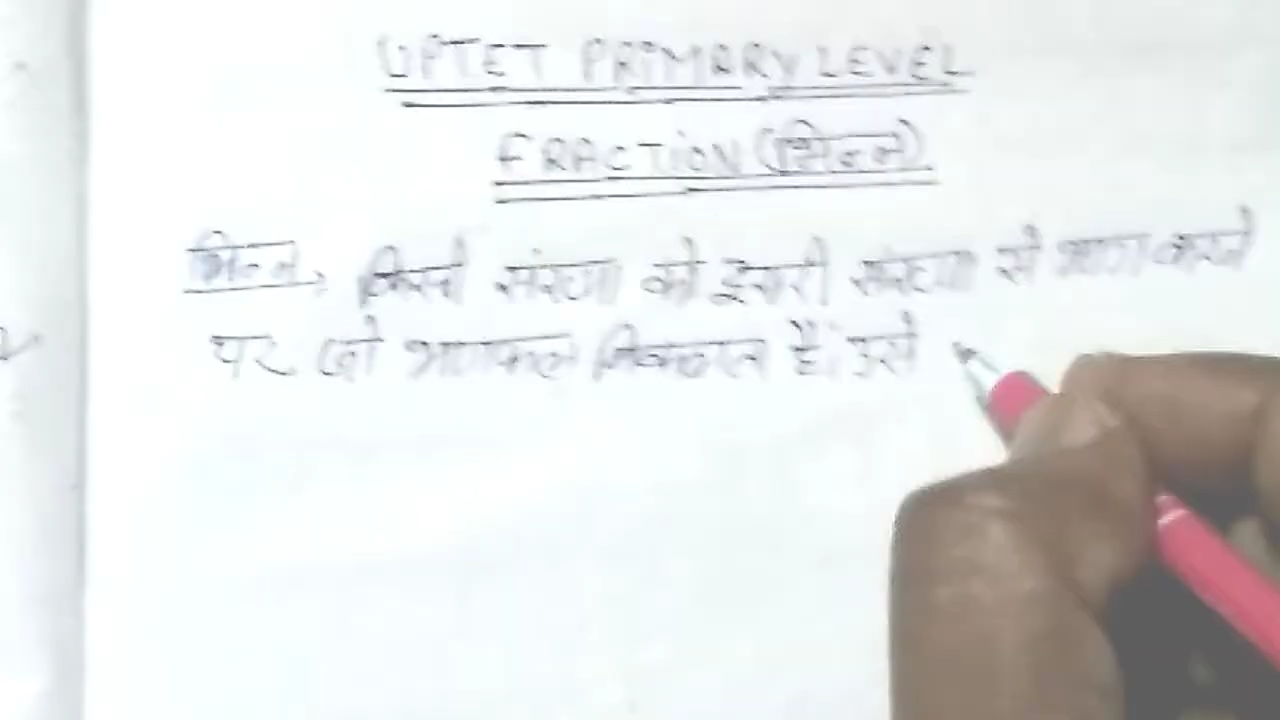 UPTET PRIMARY LEVEL
FRACTION (भिन्न)
भिन्न, किसी संख्या को दूसरी संख्या से भाग करने
पर जो भागफल निकलता है। उसे